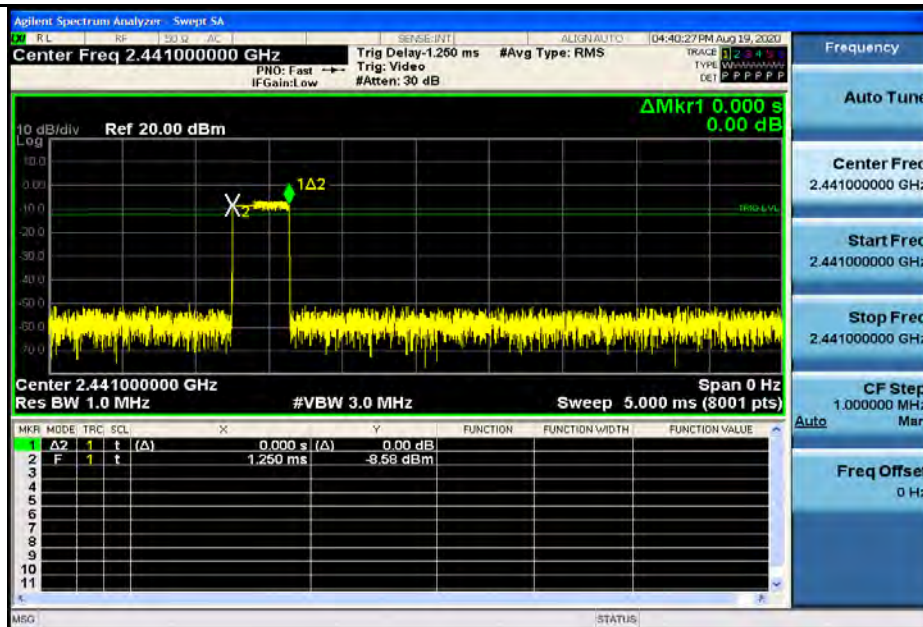 Agilent Spectrum Analyzer - Swept SA
RL RF 50 Ω AC SENSE:INT ALIGN AUTO 04:40:27 PM Aug 19, 2020
Center Freq 2.441000000 GHz
PNO: Fast
IFGain:Low
Trig Delay-1.250 ms
Trig: Video
#Atten: 30 dB
#Avg Type: RMS
TRACE 1 2 3 4 5 6
TYPE
DET P P P P P P
ΔMkr1 0.000 s
0.00 dB
10 dB/div Ref 20.00 dBm
Log
10.0
0.00
-10.0
-20.0
-30.0
-40.0
-50.0
-60.0
-70.0
1Δ2
2
TRIG LVL
Center 2.441000000 GHz Span 0 Hz
Res BW 1.0 MHz #VBW 3.0 MHz Sweep 5.000 ms (8001 pts)
MKR MODE TRC SCL X Y FUNCTION FUNCTION WIDTH FUNCTION VALUE
1 Δ2 1 t (Δ) 0.000 s (Δ) 0.00 dB
2 F 1 t 1.250 ms -8.58 dBm
3
4
5
6
7
8
9
10
11
MSG STATUS
Frequency
Auto Tune
Center Freq
2.441000000 GHz
Start Freq
2.441000000 GHz
Stop Freq
2.441000000 GHz
CF Step
1.000000 MHz
Auto Man
Freq Offset
0 Hz